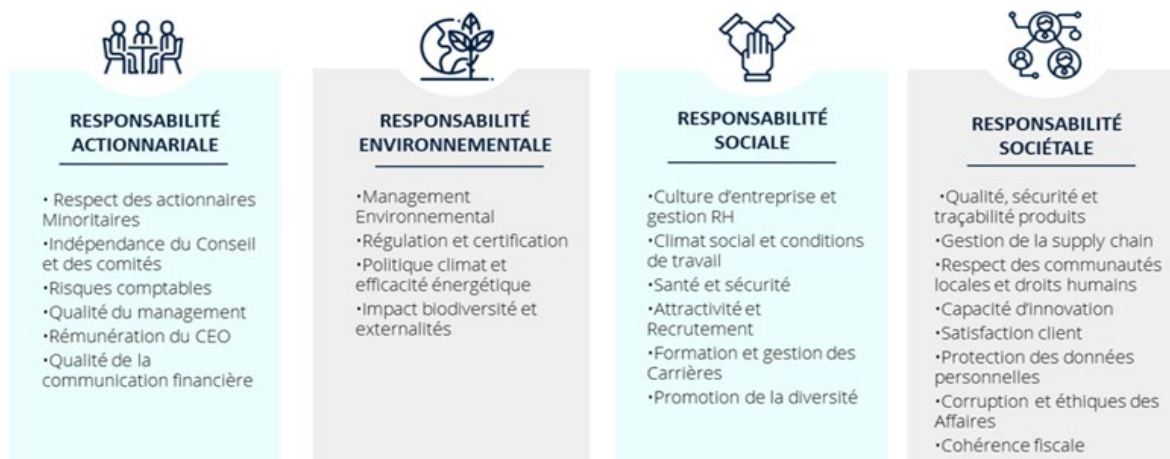 RESPONSABILITÉ
ACTIONNARIALE
• Respect des actionnaires
Minoritaires
•Indépendance du Conseil
et des comités
•Risques comptables
•Qualité du management
•Rémunération du CEO
•Qualité de la
communication financière
RESPONSABILITÉ
ENVIRONNEMENTALE
•Management
Environnemental
•Régulation et certification
•Politique climat et
efficacité énergétique
•Impact biodiversité et
externalités
RESPONSABILITÉ
SOCIALE
•Culture d'entreprise et
gestion RH
•Climat social et conditions
de travail
•Santé et sécurité
•Attractivité et
Recrutement
•Formation et gestion des
Carrières
•Promotion de la diversité
RESPONSABILITÉ
SOCIÉTALE
•Qualité, sécurité et
traçabilité produits
•Gestion de la supply chain
•Respect des communautés
locales et droits humains
•Capacité d'innovation
•Satisfaction client
•Protection des données
personnelles
•Corruption et éthiques des
Affaires
•Cohérence fiscale